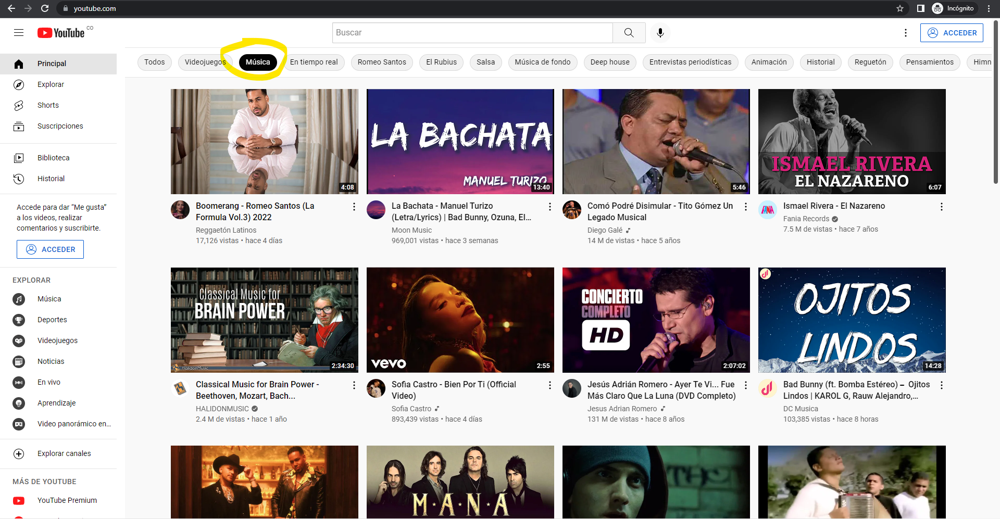 youtube.com
Incógnito
YouTube CO
Buscar
ACCEDER
Todos
Videojuegos
Música
En tiempo real
Romeo Santos
El Rubius
Salsa
Música de fondo
Deep house
Entrevistas periodísticas
Animación
Historial
Reguetón
Pensamientos
Himn
Principal
Explorar
Shorts
Suscripciones
Biblioteca
Historial
Accede para dar “Me gusta”
a los videos, realizar
comentarios y suscribirte.
ACCEDER
EXPLORAR
Música
Deportes
Videojuegos
Noticias
En vivo
Aprendizaje
Video panorámico en...
Explorar canales
MÁS DE YOUTUBE
YouTube Premium
4:08
Boomerang - Romeo Santos (La
Formula Vol.3) 2022
Reggaetón Latinos
17,126 vistas • hace 4 días
LA BACHATA
MANUEL TURIZO
13:40
La Bachata - Manuel Turizo
(Letra/Lyrics) | Bad Bunny, Ozuna, El...
Moon Music
969,001 vistas • hace 3 semanas
5:46
Comó Podré Disimular - Tito Gómez Un
Legado Musical
Diego Galé
14 M de vistas • hace 5 años
ISMAEL RIVERA
EL NAZARENO
6:07
FANIA
Ismael Rivera - El Nazareno
Fania Records
7.5 M de vistas • hace 7 años
Classical Music for
BRAIN POWER
HalidonMusic
2:34:30
Classical Music for Brain Power -
Beethoven, Mozart, Bach...
HALIDONMUSIC
2.4 M de vistas • hace 1 año
vevo
2:55
Sofia Castro - Bien Por Ti (Official
Video)
Sofia Castro
893,439 vistas • hace 4 días
CONCIERTO
COMPLETO
HD
2:07:02
Jesús Adrián Romero - Ayer Te Vi... Fue
Más Claro Que La Luna (DVD Completo)
Jesus Adrian Romero
131 M de vistas • hace 8 años
OJITOS
LINDOS
14:28
Bad Bunny (ft. Bomba Estéreo) – Ojitos
Lindos | KAROL G, Rauw Alejandro,...
DC Musica
103,385 vistas • hace 8 horas
M•A•N•Á